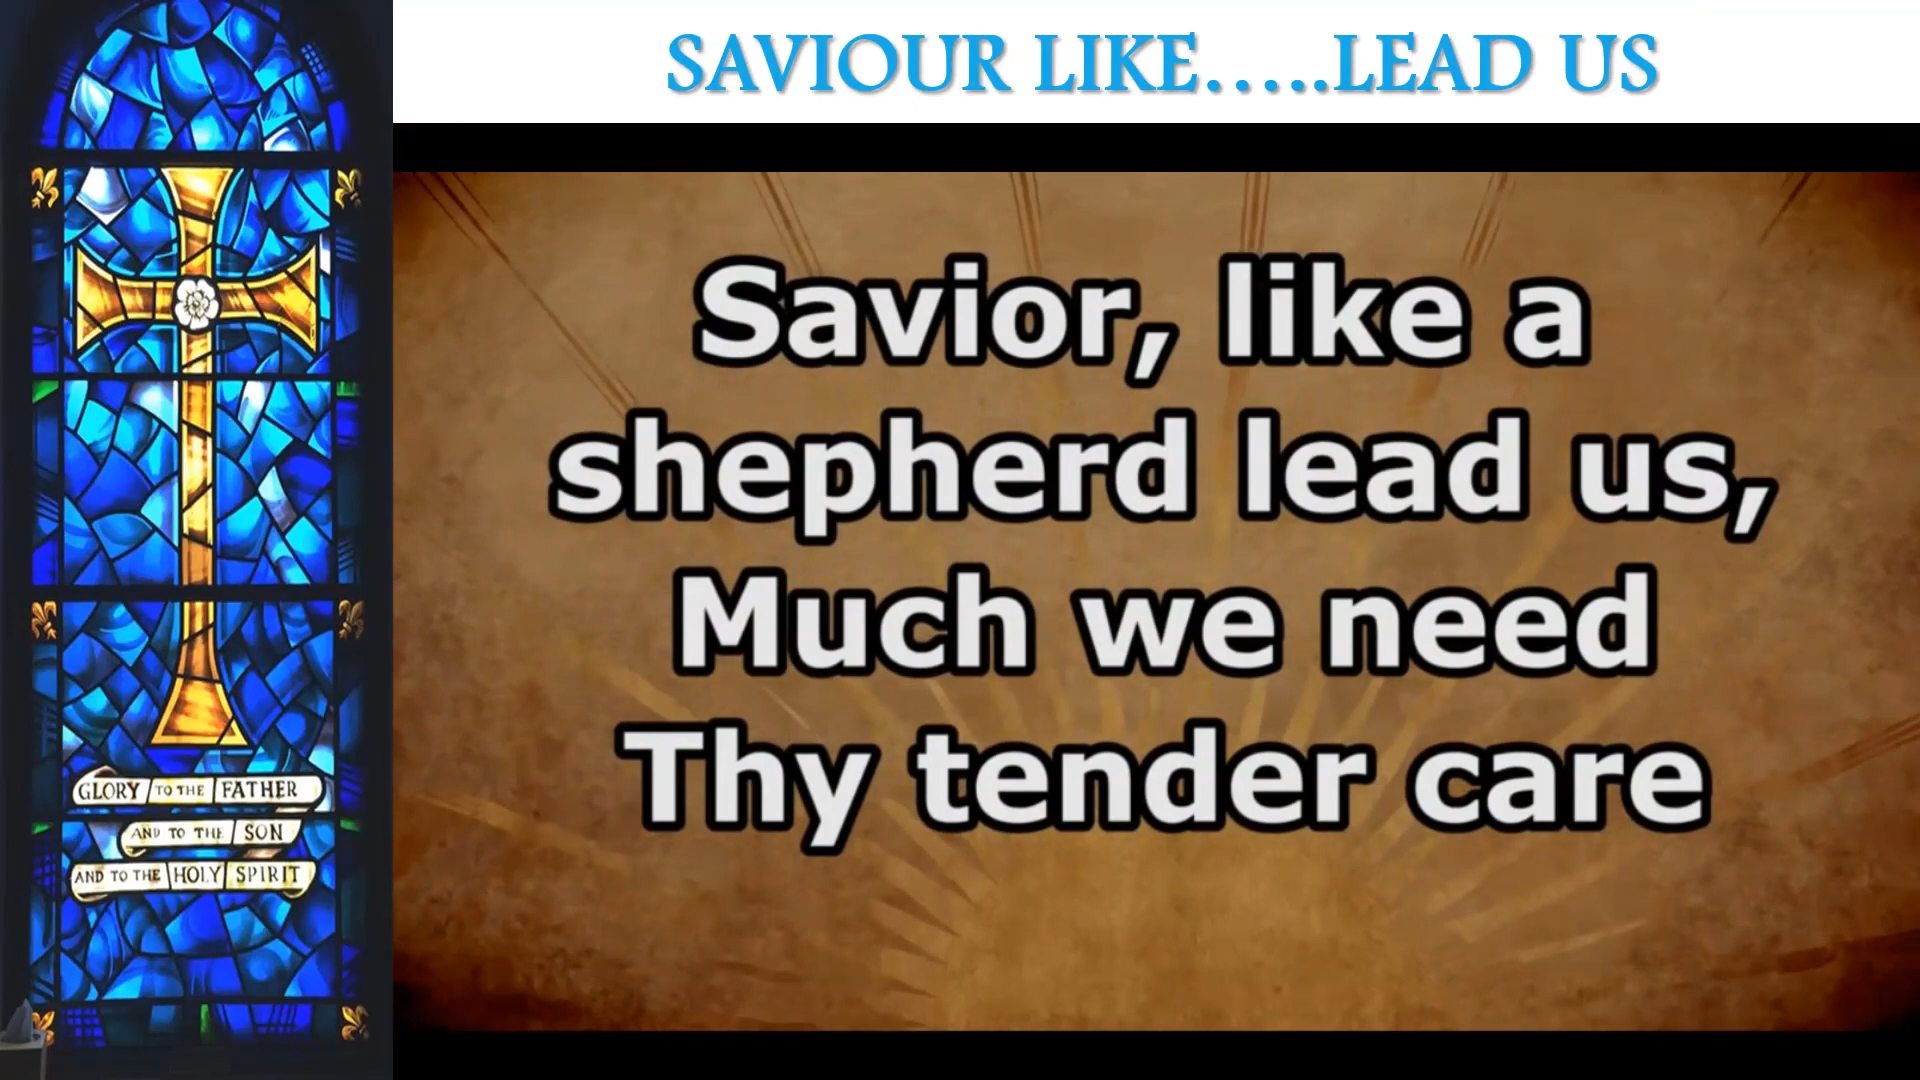 SAVIOUR LIKE.....LEAD US
Savior, like a
shepherd lead us,
Much we need
Thy tender care
GLORY TO THE FATHER
AND TO THE SON
AND TO THE HOLY SPIRIT